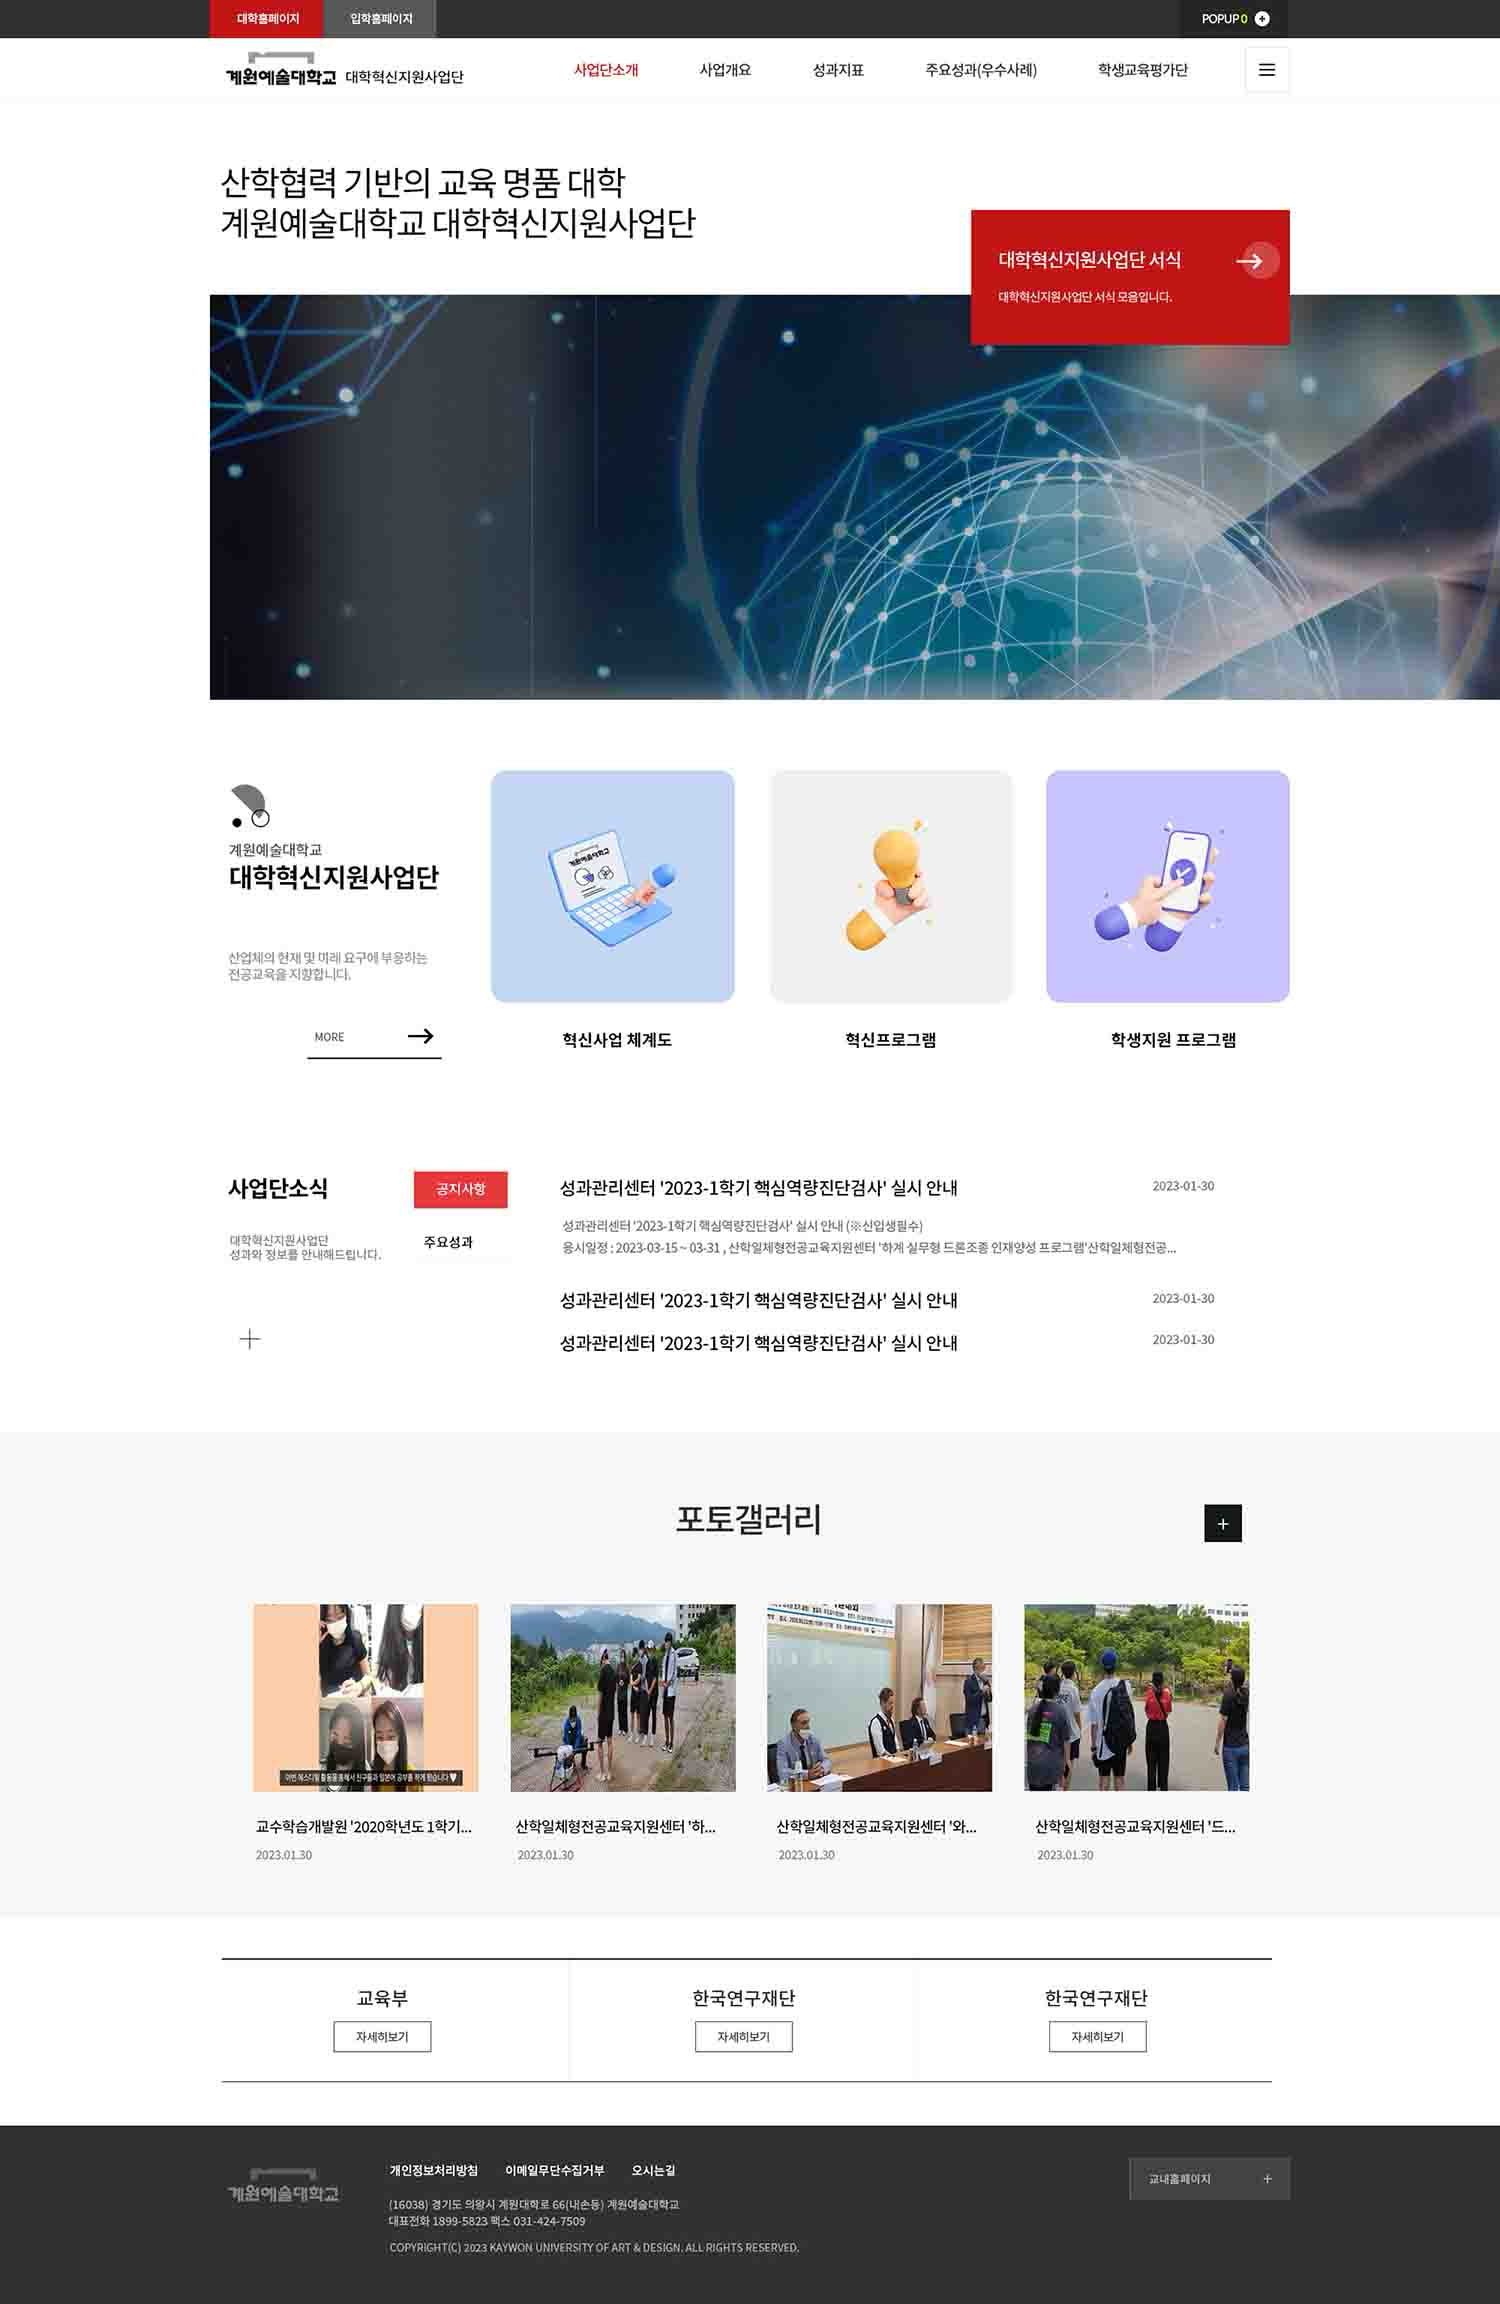 대학홈페이지
입학홈페이지
POPUP 0
계원예술대학교 대학혁신지원사업단
사업단소개
사업개요
성과지표
주요성과(우수사례)
학생교육평가단
산학협력 기반의 교육 명품 대학
계원예술대학교 대학혁신지원사업단
대학혁신지원사업단 서식
대학혁신지원사업단 서식 모음입니다.
계원예술대학교
대학혁신지원사업단
산업체의 현재 및 미래 요구에 부응하는
전공교육을 지향합니다.
MORE
계원예술대학교
혁신사업 체계도
혁신프로그램
학생지원 프로그램
사업단소식
대학혁신지원사업단
성과와 정보를 안내해드립니다.
공지사항
주요성과
성과관리센터 '2023-1학기 핵심역량진단검사' 실시 안내
2023-01-30
성과관리센터 '2023-1학기 핵심역량진단검사' 실시 안내 (※신입생필수)
응시일정 : 2023-03-15 ~ 03-31 , 산학일체형전공교육지원센터 '하계 실무형 드론조종 인재양성 프로그램'산학일체형전공...
성과관리센터 '2023-1학기 핵심역량진단검사' 실시 안내
2023-01-30
성과관리센터 '2023-1학기 핵심역량진단검사' 실시 안내
2023-01-30
포토갤러리
교수학습개발원 '2020학년도 1학기...
2023.01.30
산학일체형전공교육지원센터 '하...
2023.01.30
산학일체형전공교육지원센터 '와...
2023.01.30
산학일체형전공교육지원센터 '드...
2023.01.30
교육부
자세히보기
한국연구재단
자세히보기
한국연구재단
자세히보기
계원예술대학교
개인정보처리방침
이메일무단수집거부
오시는길
(16038) 경기도 의왕시 계원대학로 66(내손동) 계원예술대학교
대표전화 1899-5823 팩스 031-424-7509
COPYRIGHT(C) 2023 KAYWON UNIVERSITY OF ART & DESIGN. ALL RIGHTS RESERVED.
교내홈페이지